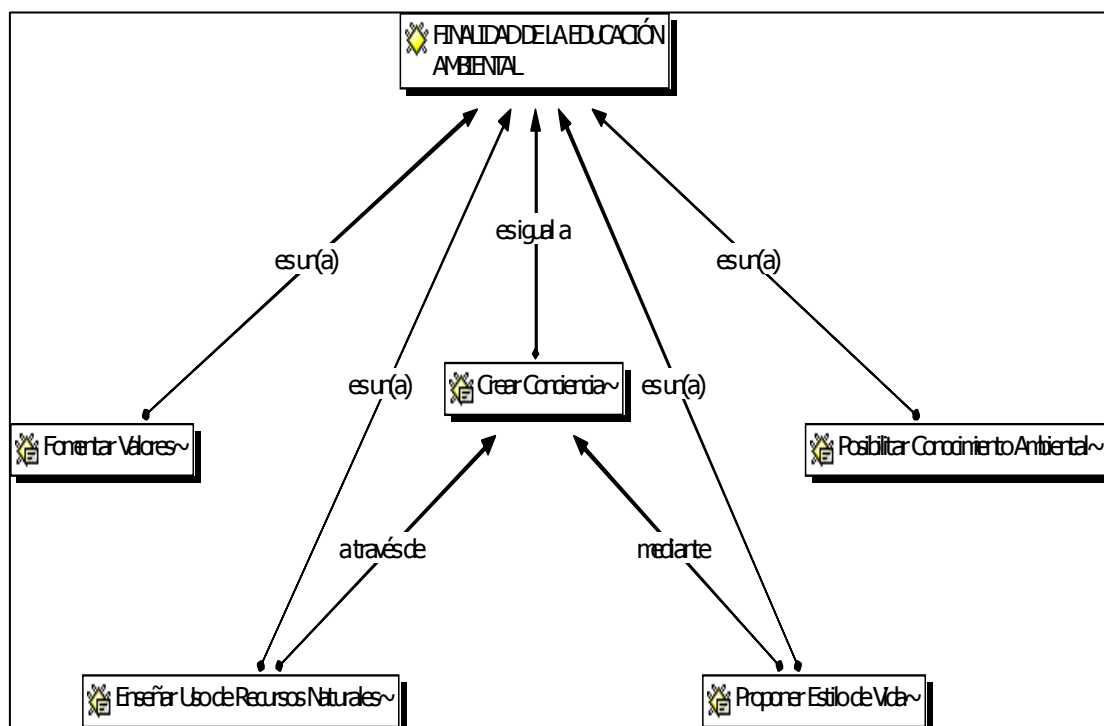 FINALIDAD DE LA EDUCACIÓN
AMBIENTAL
es igual a
es un(a)
es un(a)
es un(a)
Crear Conciencia~
es un(a)
Fomentar Valores~
Posibilitar Conocimiento Ambiental~
a través de
mediante
Enseñar Uso de Recursos Naturales~
Proponer Estilo de Vida~